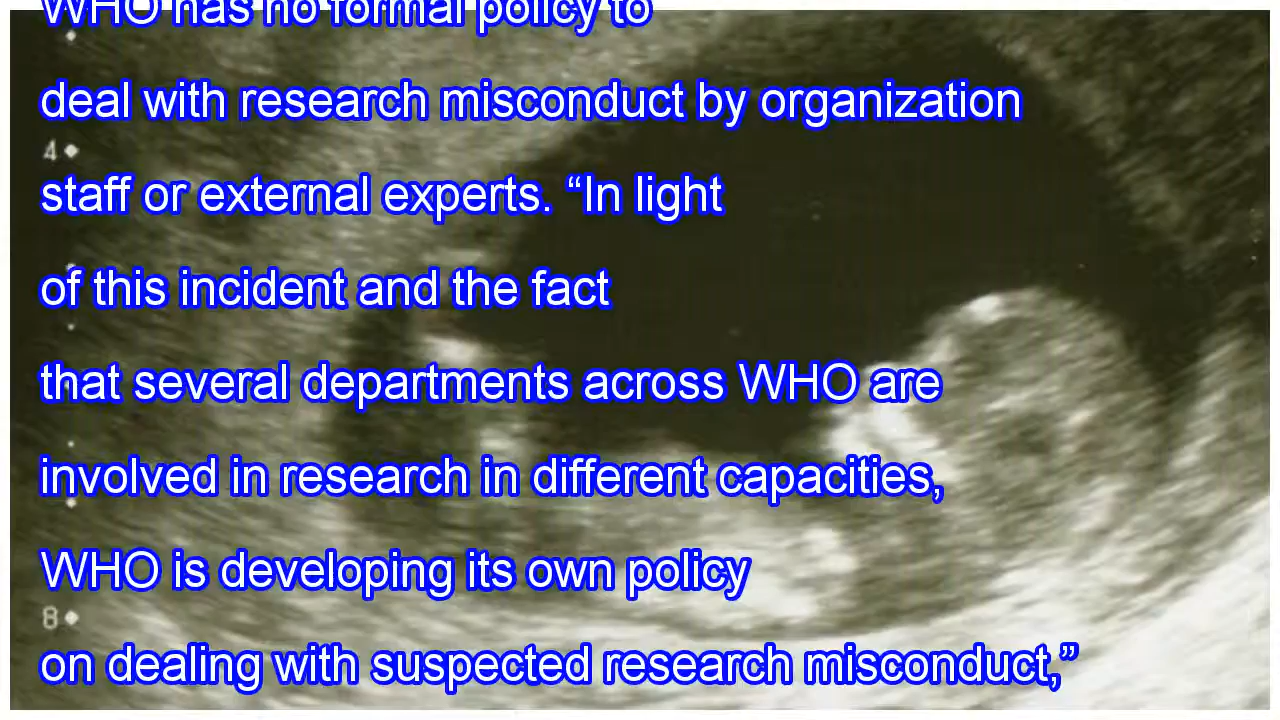 WHO has no formal policy to
deal with research misconduct by organization
4
staff or external experts. “In light
of this incident and the fact
that several departments across WHO are
involved in research in different capacities,
WHO is developing its own policy
8
on dealing with suspected research misconduct,”